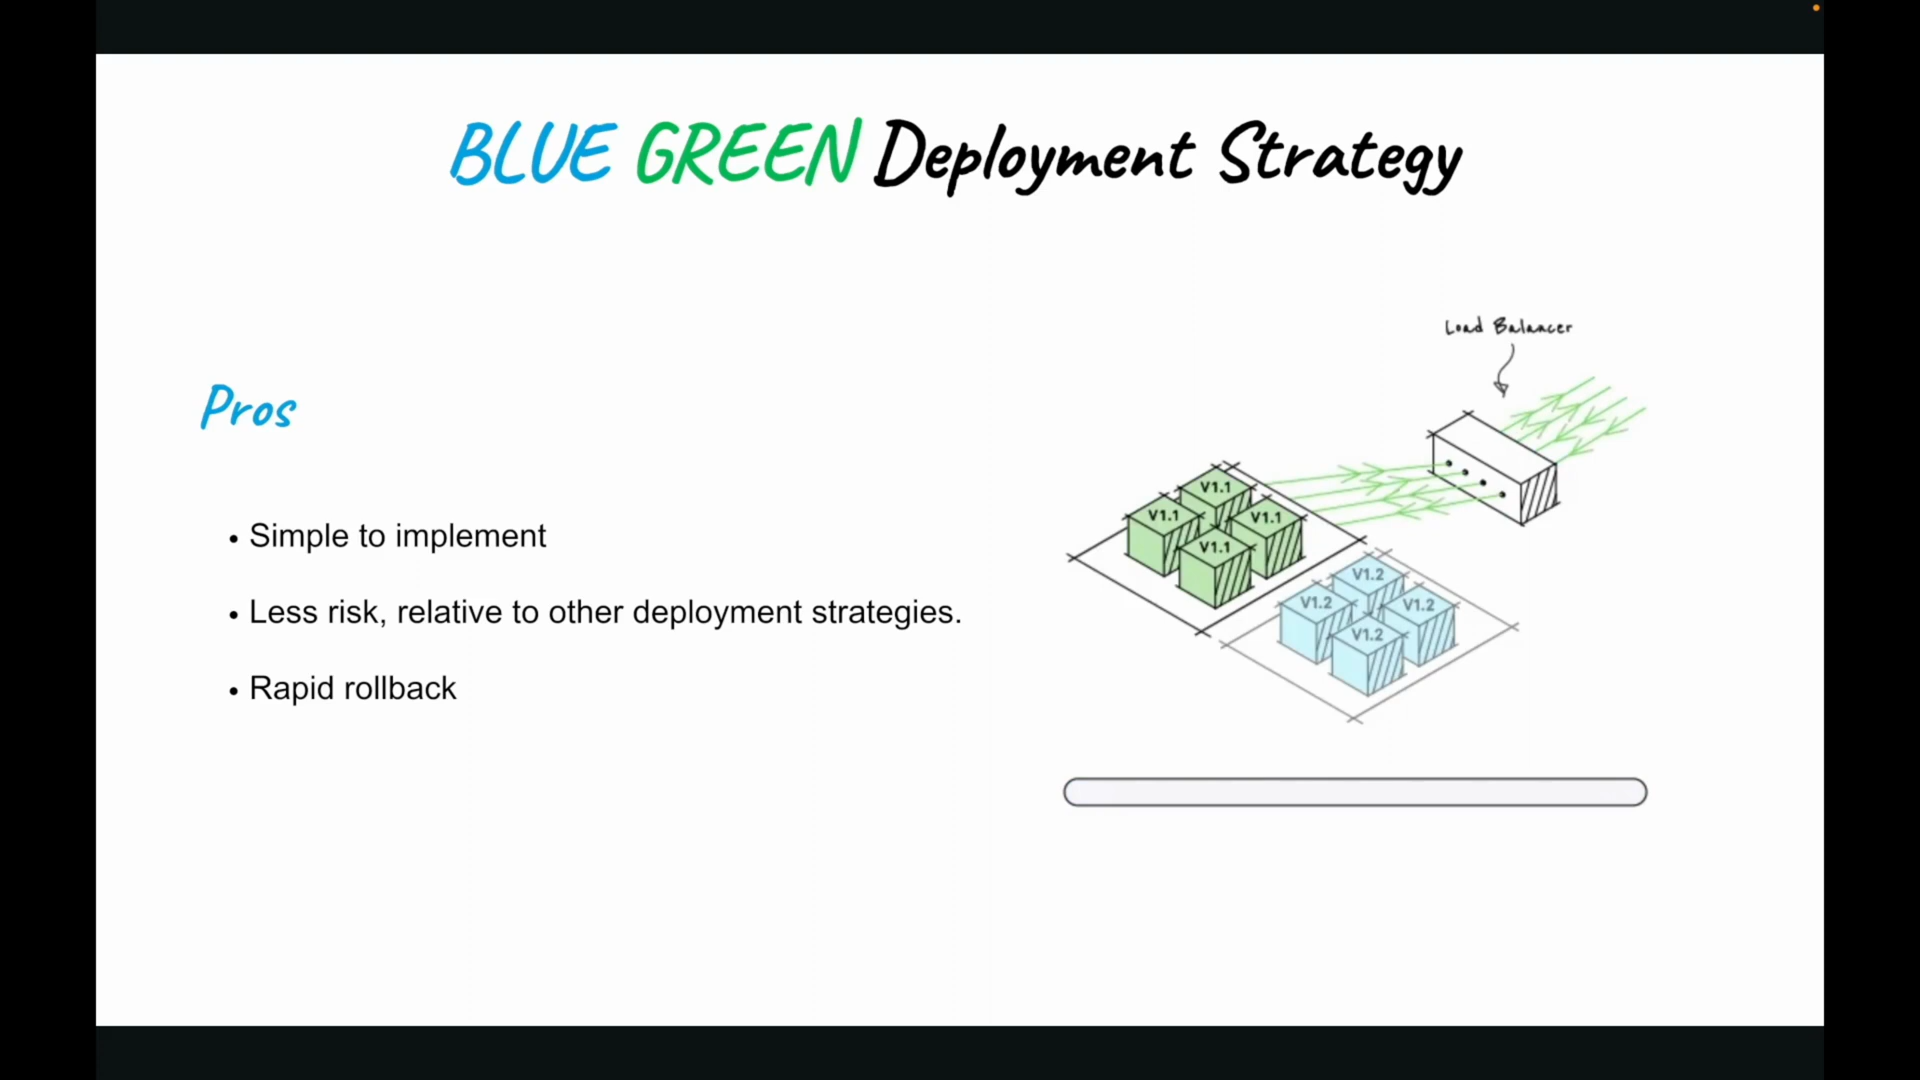 BLUE GREEN Deployment Strategy
Load Balancer
Pros
• Simple to implement
• Less risk, relative to other deployment strategies.
• Rapid rollback
V1.1
V1.1
V1.1
V1.1
V1.2
V1.2
V1.2
V1.2